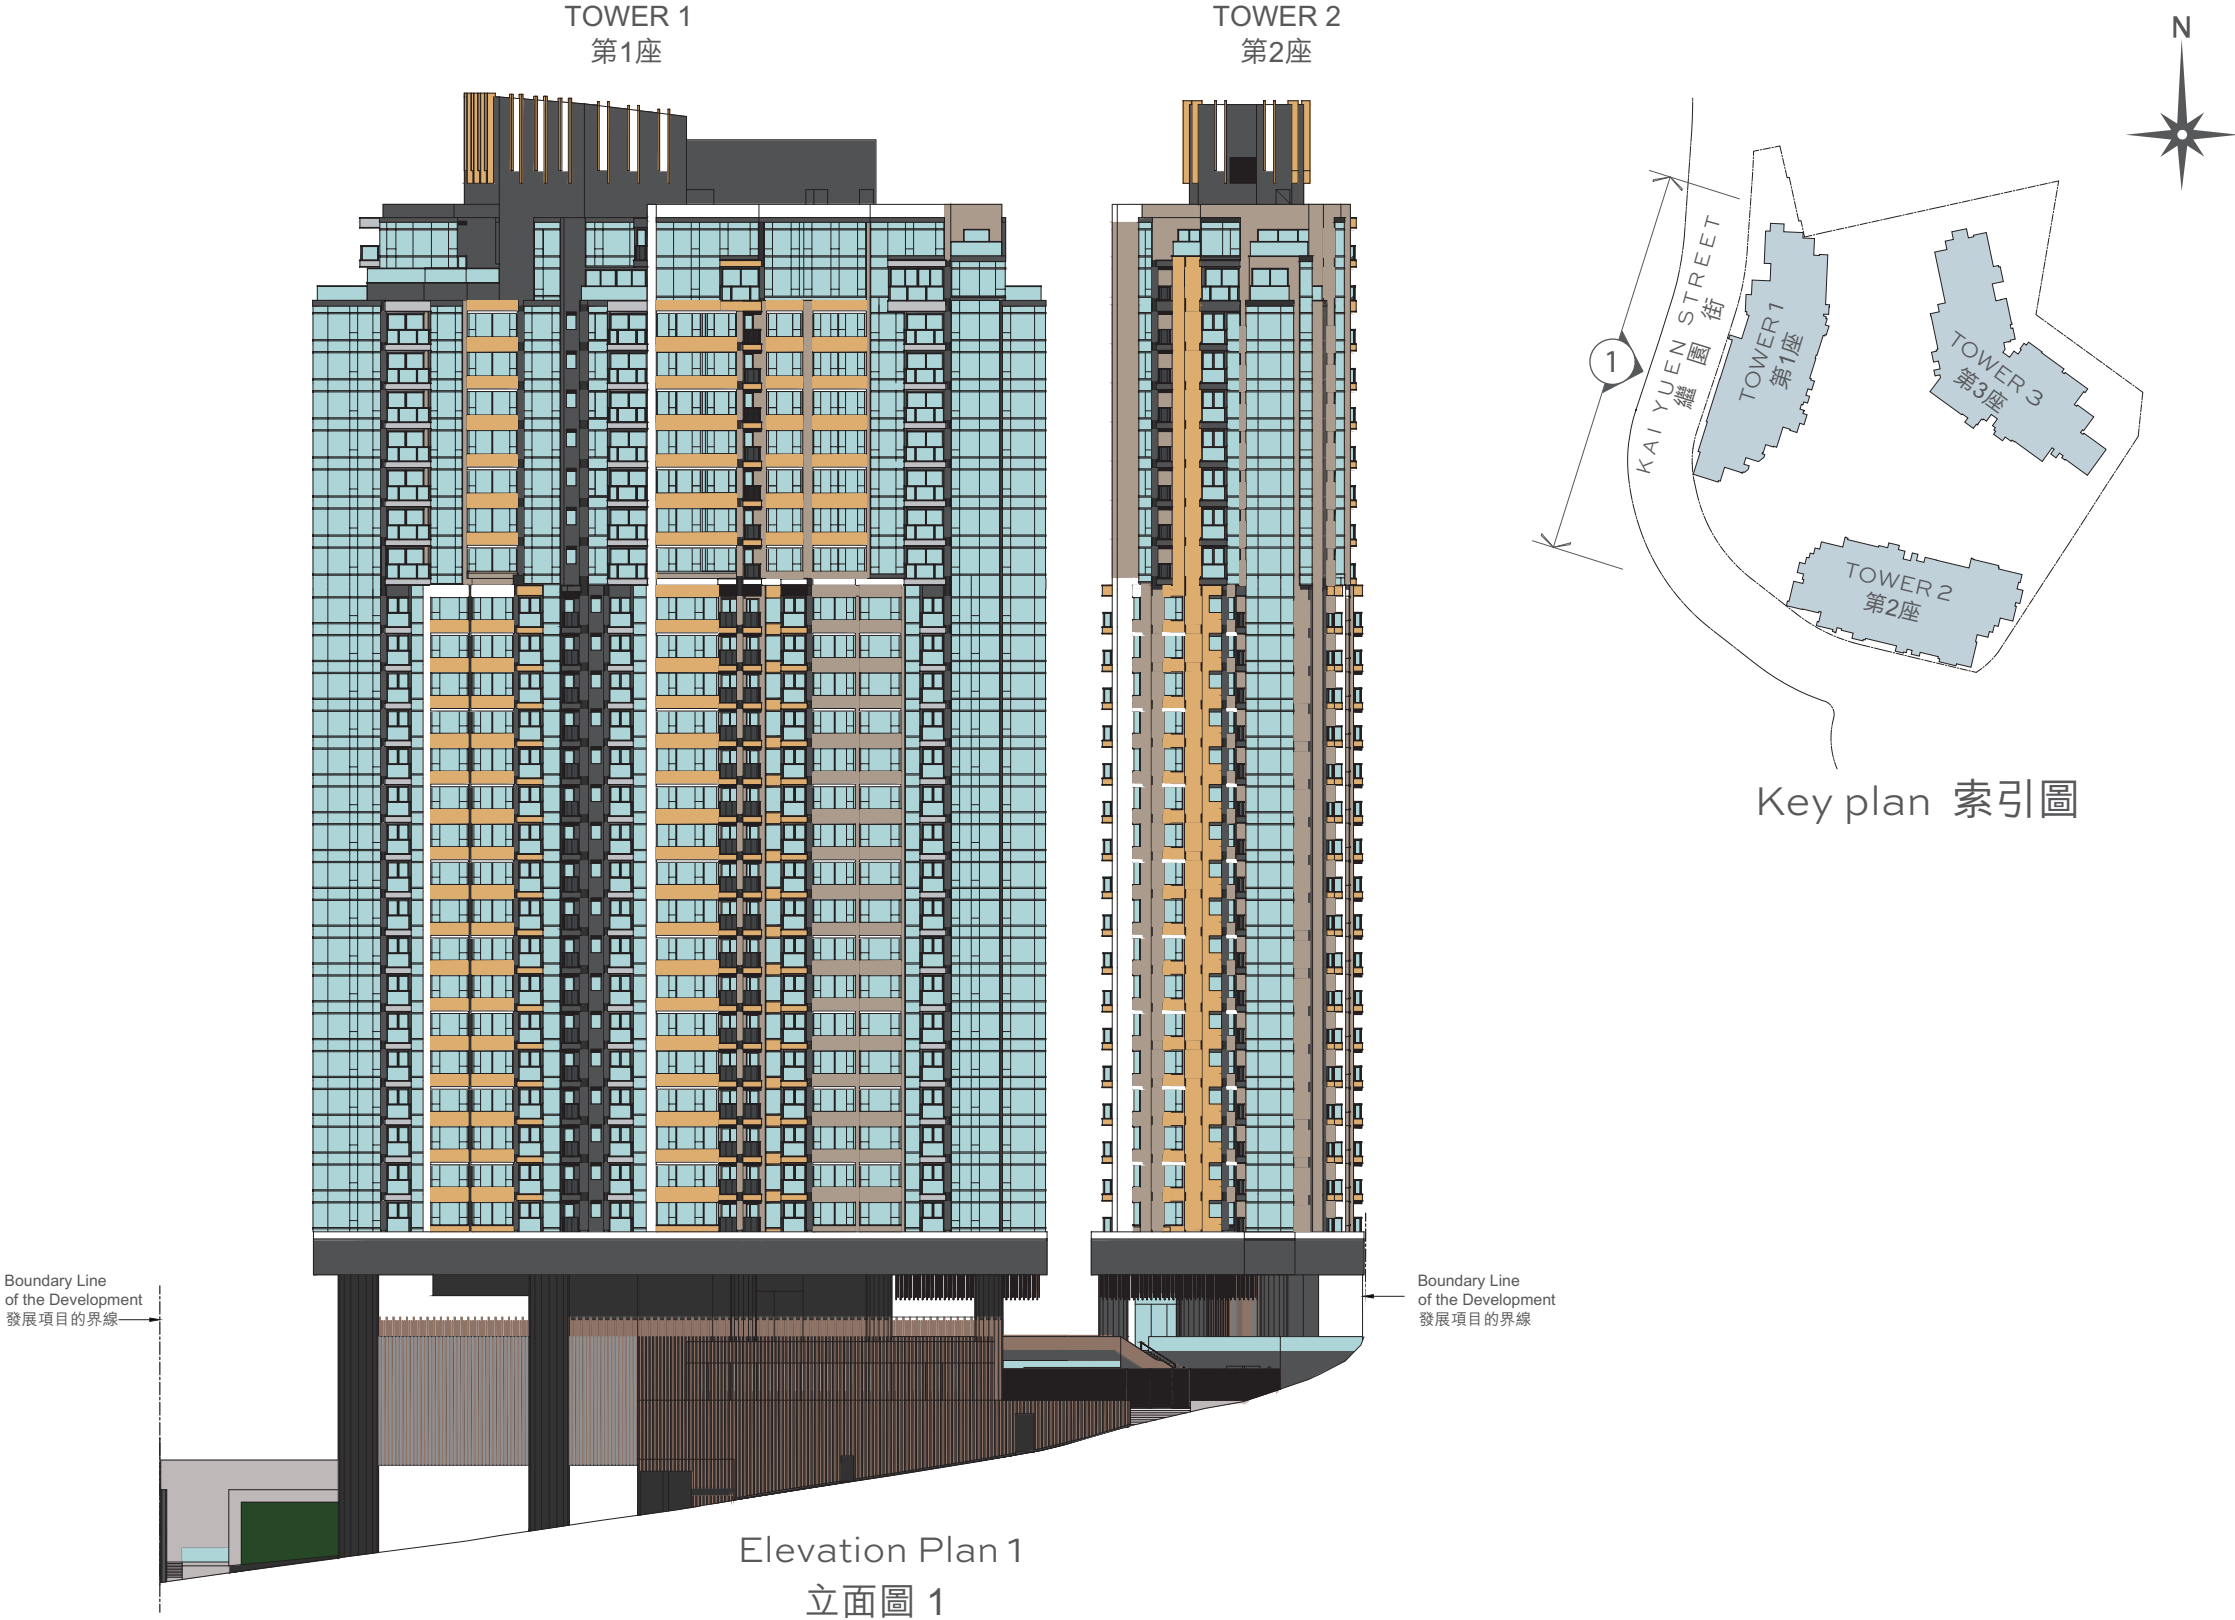 TOWER 1
第1座
TOWER 2
第2座
N
KAI YUEN STREET
繼園街
1
TOWER 1
第1座
TOWER 3
第3座
TOWER 2
第2座
Key plan 索引圖
Boundary Line
of the Development
發展項目的界線
Boundary Line
of the Development
發展項目的界線
Elevation Plan 1
立面圖 1